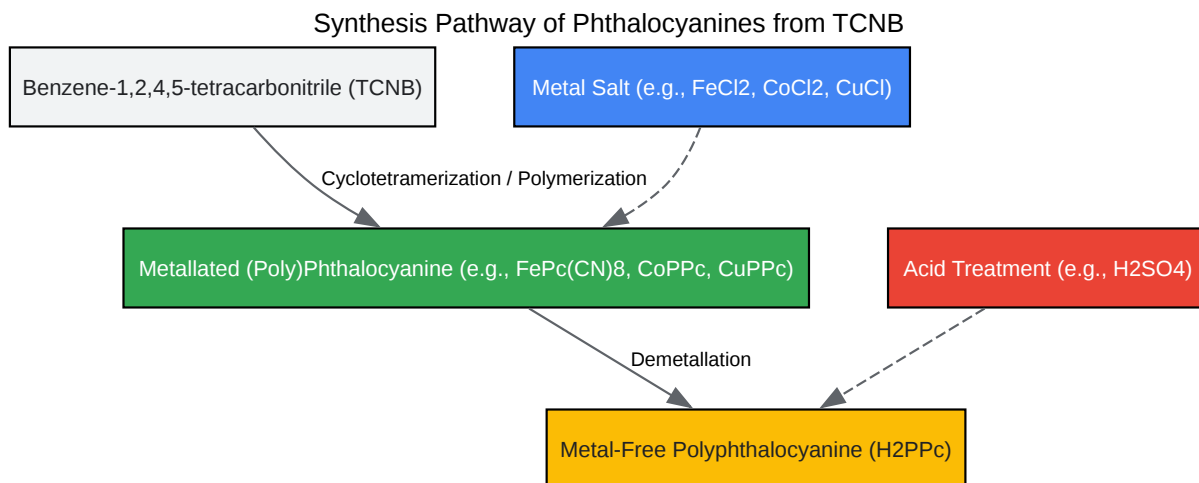 Synthesis Pathway of Phthalocyanines from TCNB
Benzene-1,2,4,5-tetracarbonitrile (TCNB)
Metal Salt (e.g., FeCl2, CoCl2, CuCl)
Cyclotetramerization / Polymerization
Metallated (Poly)Phthalocyanine (e.g., FePc(CN)8, CoPPc, CuPPc)
Acid Treatment (e.g., H2SO4)
Demetallation
Metal-Free Polyphthalocyanine (H2PPc)